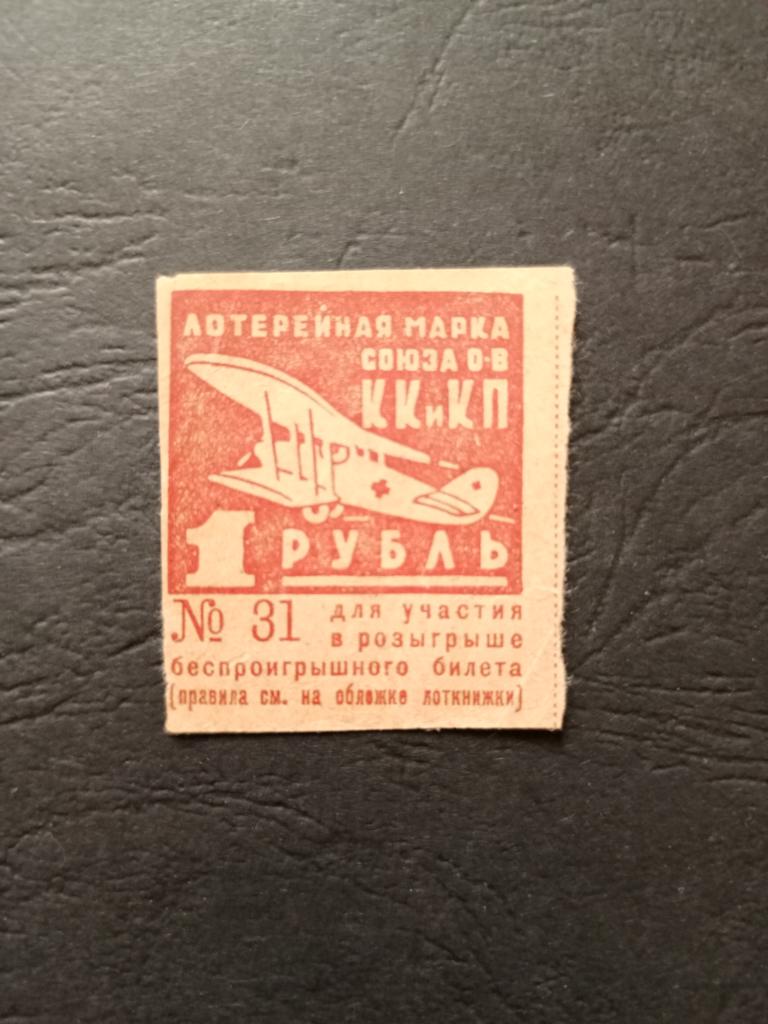 ЛОТЕРЕЙНАЯ МАРКА
СОЮЗА О-В
КК и КП
1 РУБЛЬ
№ 31 для участия
в розыгрыше
беспроигрышного билета
(правила см. на обложке лоткнижки)